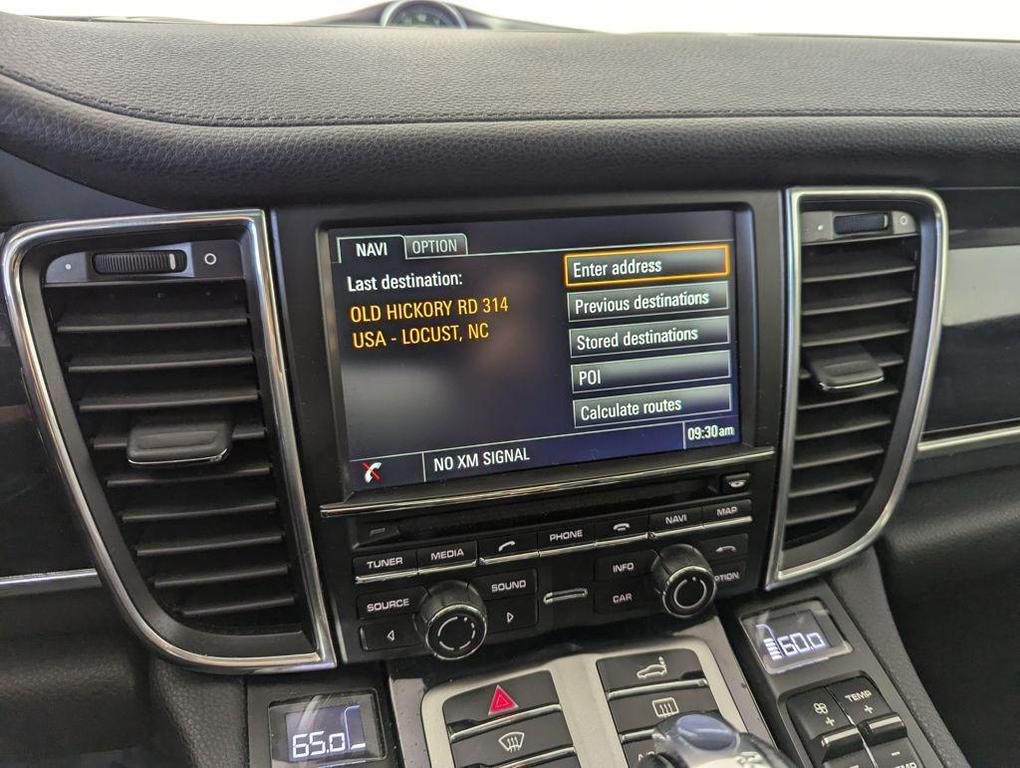 NAVI
OPTION
Last destination:
OLD HICKORY RD 314
USA - LOCUST, NC
Enter address
Previous destinations
Stored destinations
POI
Calculate routes
NO XM SIGNAL
09:30am
TUNER
MEDIA
PHONE
NAVI
MAP
SOURCE
SOUND
INFO
CAR
65.0
60.0
TEMP